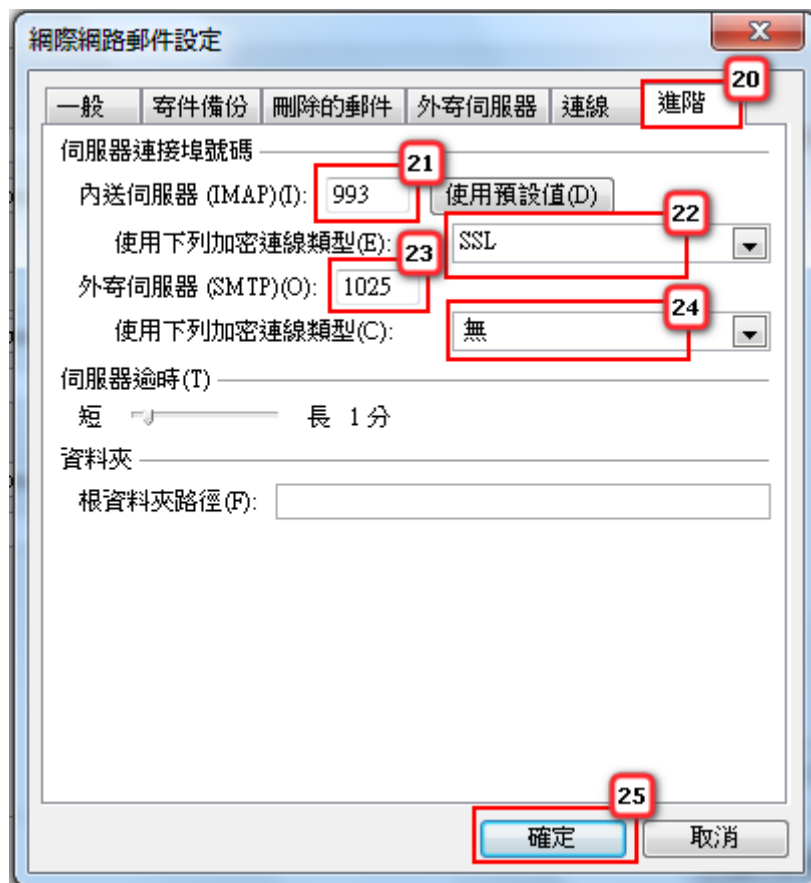 網際網路郵件設定
20
一般 寄件備份 刪除的郵件 外寄伺服器 連線 進階
伺服器連接埠號碼
21
內送伺服器 (IMAP)(I): 993 使用預設值(D)
22
使用下列加密連線類型(E): SSL
23
外寄伺服器 (SMTP)(O): 1025
24
使用下列加密連線類型(C): 無
伺服器逾時(T)
短 長 1 分
資料夾
根資料夾路徑(F):
25
確定 取消